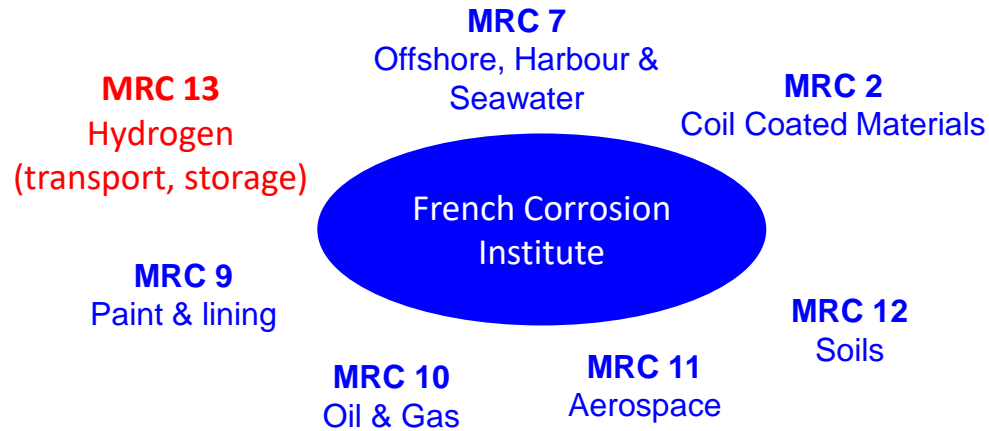 MRC 7
Offshore, Harbour &
Seawater
MRC 13
Hydrogen
(transport, storage)
MRC 2
Coil Coated Materials
French Corrosion
Institute
MRC 9
Paint & lining
MRC 12
Soils
MRC 10
Oil & Gas
MRC 11
Aerospace